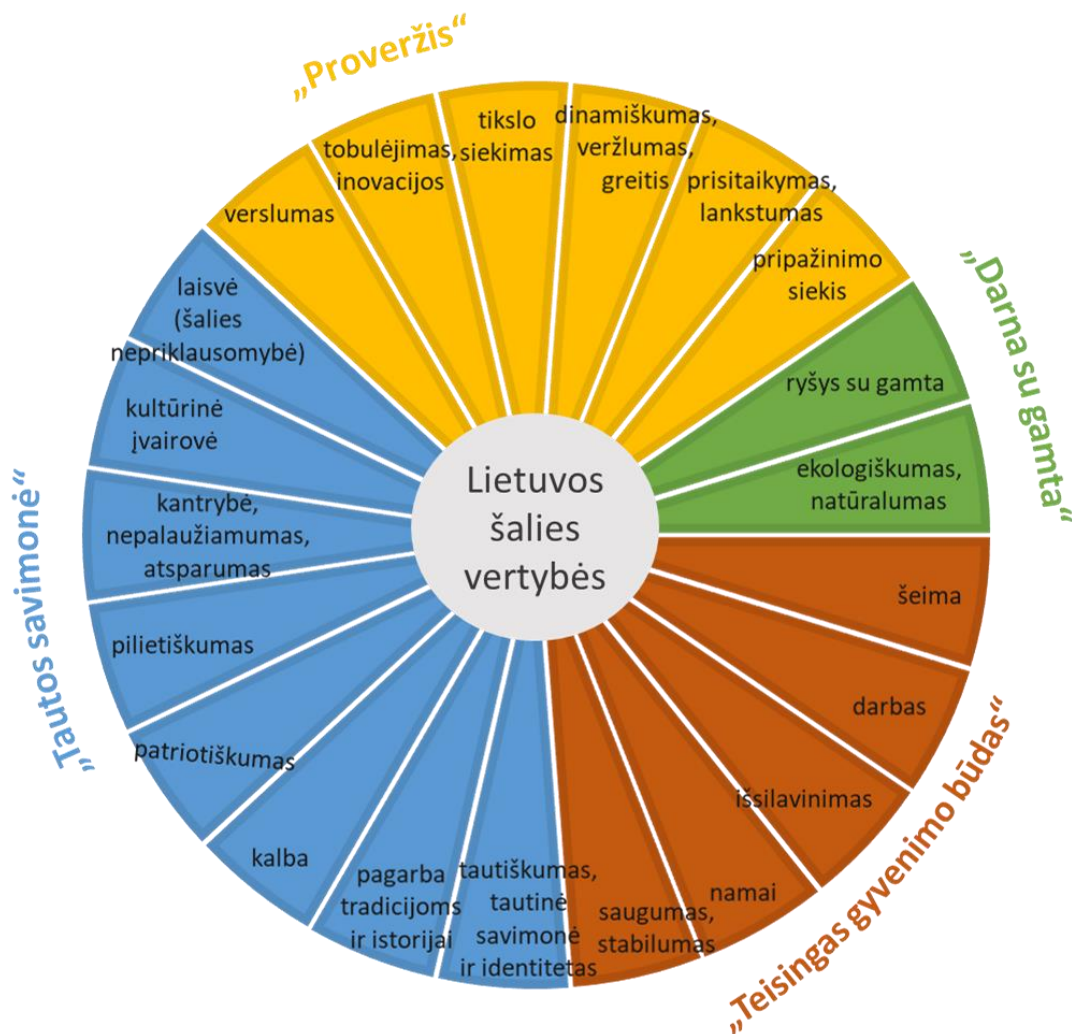 „Proveržis“
verslumas
tobulėjimas,
inovacijos
tikslo
siekimas
dinamiškumas,
veržlumas,
greitis
prisitaikymas,
lankstumas
pripažinimo
siekis
„Darna su gamta“
ryšys su gamta
ekologiškumas,
natūralumas
„Teisingas gyvenimo būdas“
šeima
darbas
išsilavinimas
namai
saugumas,
stabilumas
„Tautos savimonė“
tautiškumas,
tautinė
savimonė
ir identitetas
pagarba
tradicijoms
ir istorijai
kalba
patriotiškumas
pilietiškumas
kantrybė,
nepalaužiamumas,
atsparumas
kultūrinė
įvairovė
laisvė
(šalies
nepriklausomybė)
Lietuvos
šalies
vertybės